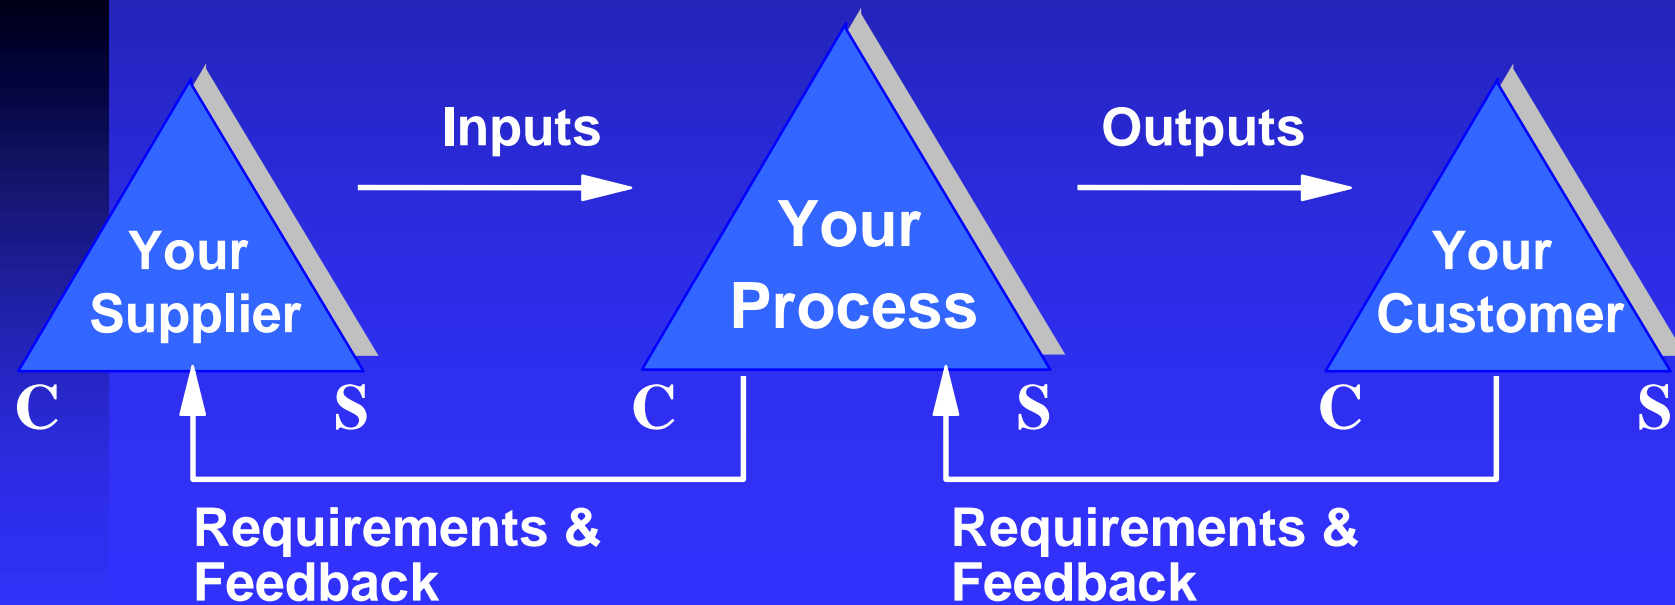 Inputs
Outputs
Your
Supplier
Your
Process
Your
Customer
C
S
C
S
C
S
Requirements &
Feedback
Requirements &
Feedback